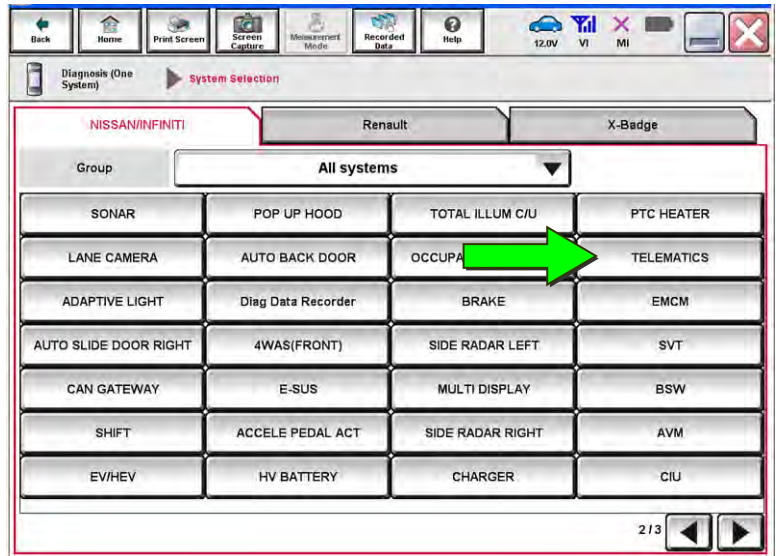 Back Home Print Screen Screen Capture Measurement Mode Recorded Data Help 12.0V VI MI
Diagnosis (One System) System Selection
NISSAN/INFINITI Renault X-Badge
Group All systems
SONAR POP UP HOOD TOTAL ILLUM C/U PTC HEATER
LANE CAMERA AUTO BACK DOOR TELEMATICS
ADAPTIVE LIGHT Diag Data Recorder BRAKE EMCM
AUTO SLIDE DOOR RIGHT 4WAS(FRONT) SIDE RADAR LEFT SVT
CAN GATEWAY E-SUS MULTI DISPLAY BSW
SHIFT ACCELE PEDAL ACT SIDE RADAR RIGHT AVM
EV/HEV HV BATTERY CHARGER CIU
2/3